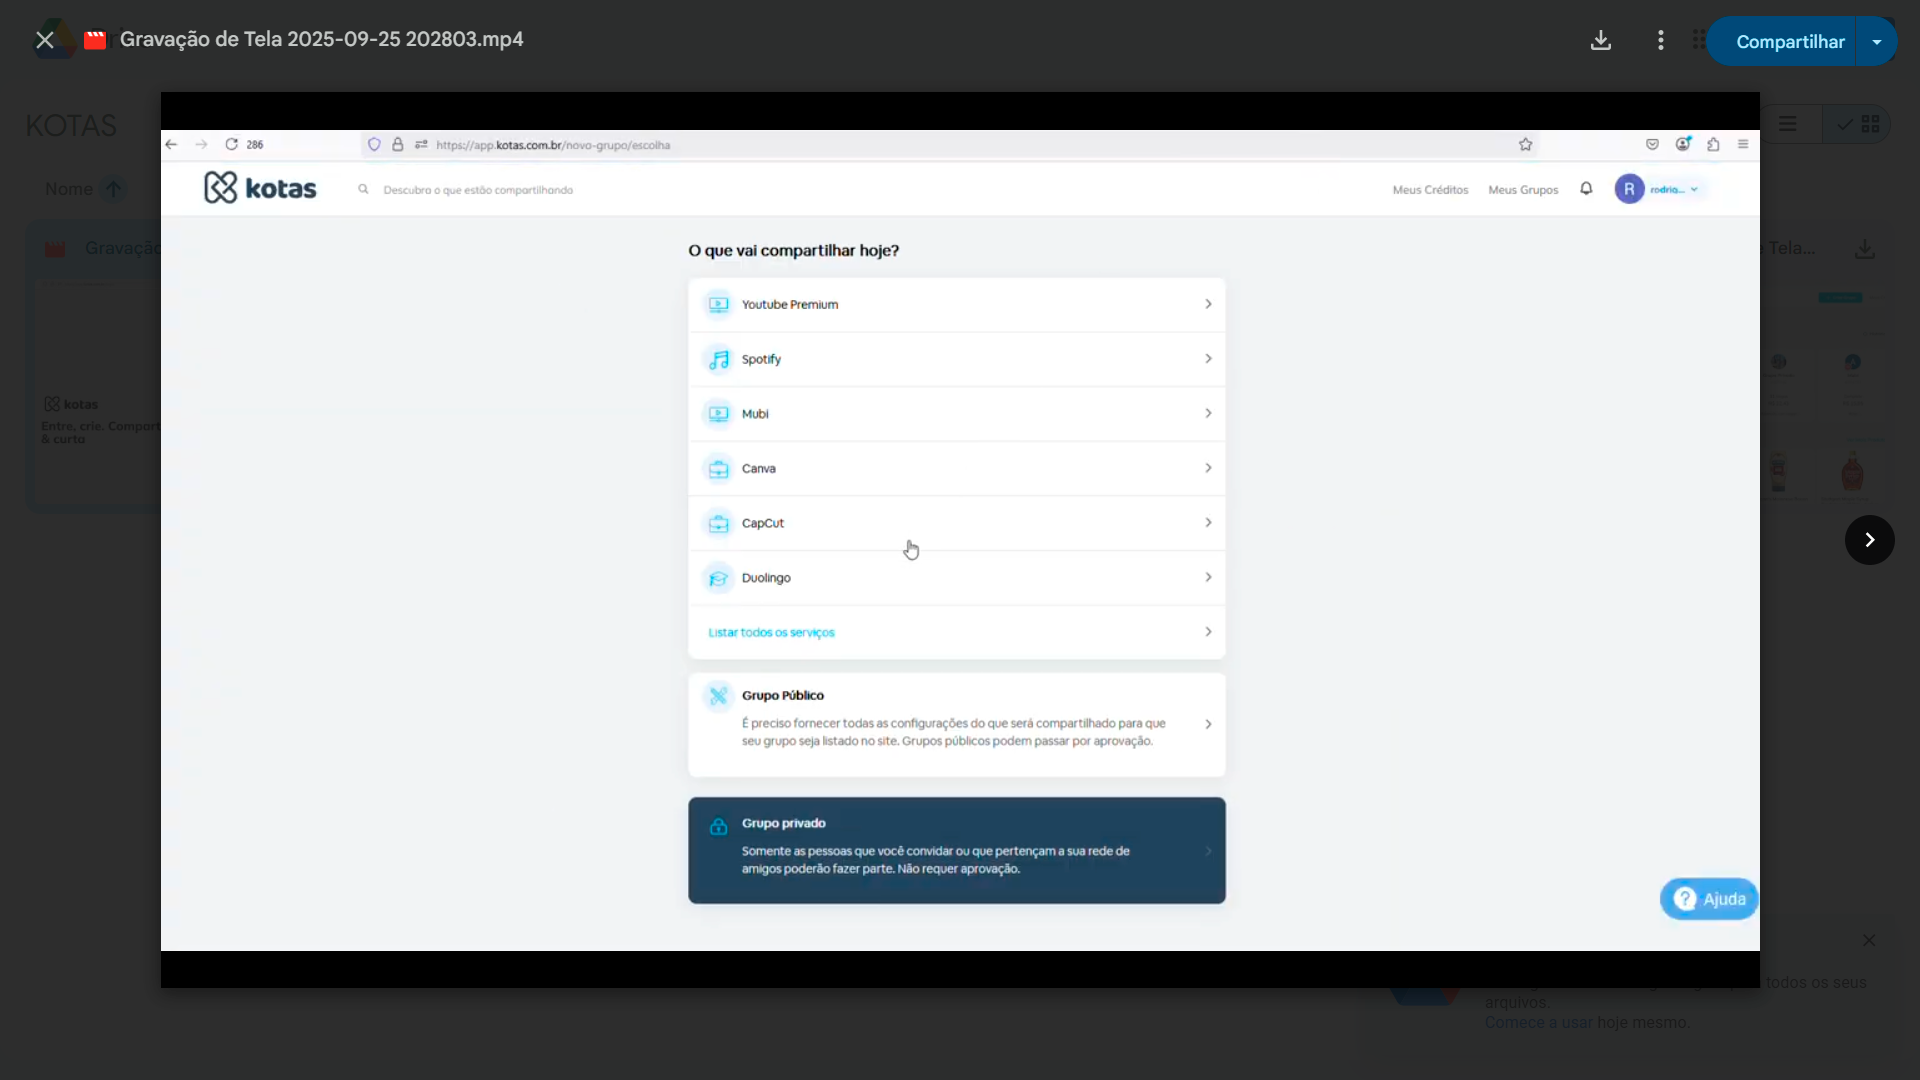 Gravação de Tela 2025-09-25 202803.mp4
Compartilhar
KOTAS
Nome
Gravação
Tela...
kotas
Entre, crie. Compart
& curta
286
https://app.kotas.com.br/novo-grupo/escolha
kotas
Descubra o que estão compartilhando
Meus Créditos
Meus Grupos
R
rodrig...
O que vai compartilhar hoje?
Youtube Premium
Spotify
Mubi
Canva
CapCut
Duolingo
Listar todos os serviços
Grupo Público
É preciso fornecer todas as configurações do que será compartilhado para que
seu grupo seja listado no site. Grupos públicos podem passar por aprovação.
Grupo privado
Somente as pessoas que você convidar ou que pertençam a sua rede de
amigos poderão fazer parte. Não requer aprovação.
? Ajuda
todos os seus
arquivos.
Comece a usar hoje mesmo.